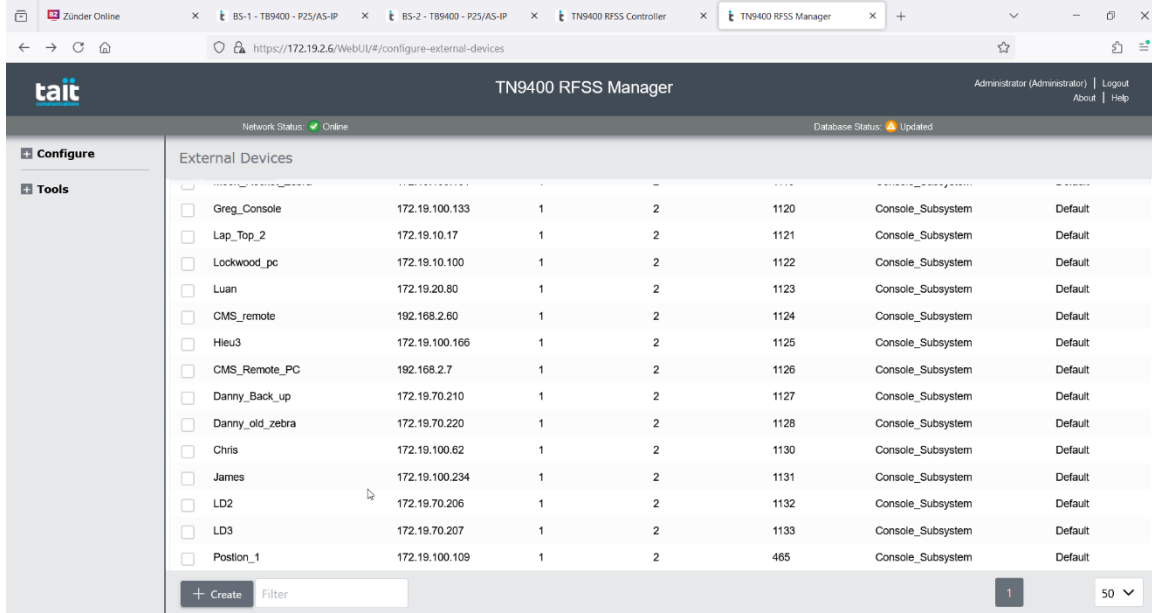 Zünder Online
BS-1 - TB9400 - P25/AS-IP
BS-2 - TB9400 - P25/AS-IP
TN9400 RFSS Controller
TN9400 RFSS Manager
https://172.19.2.6/WebUI/#/configure-external-devices
tait
communications
TN9400 RFSS Manager
Administrator (Administrator) | Logout
About | Help
Network Status: Online
Database Status: Updated
Configure
Tools
External Devices
Greg_Console 172.19.100.133 1 2 1120 Console_Subsystem Default
Lap_Top_2 172.19.10.17 1 2 1121 Console_Subsystem Default
Lockwood_pc 172.19.10.100 1 2 1122 Console_Subsystem Default
Luan 172.19.20.80 1 2 1123 Console_Subsystem Default
CMS_remote 192.168.2.60 1 2 1124 Console_Subsystem Default
Hieu3 172.19.100.166 1 2 1125 Console_Subsystem Default
CMS_Remote_PC 192.168.2.7 1 2 1126 Console_Subsystem Default
Danny_Back_up 172.19.70.210 1 2 1127 Console_Subsystem Default
Danny_old_zebra 172.19.70.220 1 2 1128 Console_Subsystem Default
Chris 172.19.100.62 1 2 1130 Console_Subsystem Default
James 172.19.100.234 1 2 1131 Console_Subsystem Default
LD2 172.19.70.206 1 2 1132 Console_Subsystem Default
LD3 172.19.70.207 1 2 1133 Console_Subsystem Default
Postion_1 172.19.100.109 1 2 465 Console_Subsystem Default
+ Create
Filter
1
50